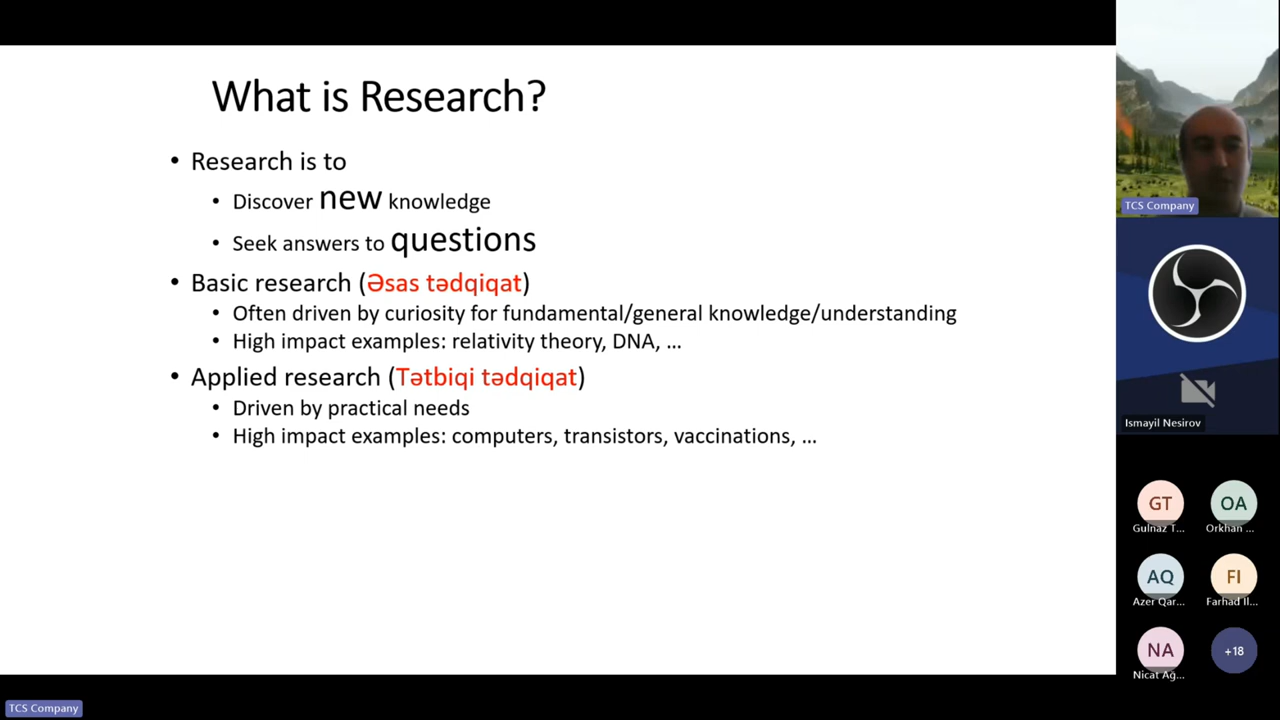 What is Research?
• Research is to
• Discover new knowledge
• Seek answers to questions
• Basic research (Əsas tədqiqat)
• Often driven by curiosity for fundamental/general knowledge/understanding
• High impact examples: relativity theory, DNA, ...
• Applied research (Tətbiqi tədqiqat)
• Driven by practical needs
• High impact examples: computers, transistors, vaccinations, ...
TCS Company
Ismayil Nesirov
GT
OA
Gulnaz T...
Orkhan ...
AQ
FI
Azer Qar...
Farhad Il...
NA
+18
Nicat Ağ...
TCS Company